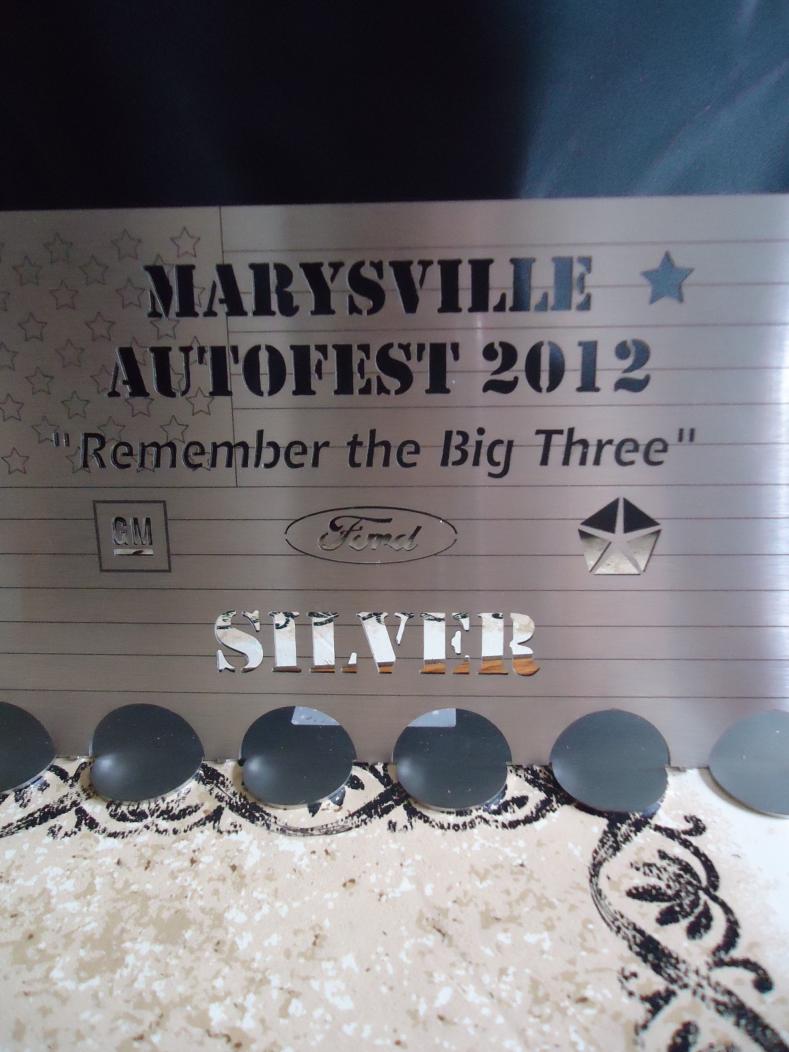 MARYSVILLE
AUTOFEST 2012
"Remember the Big Three"
GM Ford
SILVER